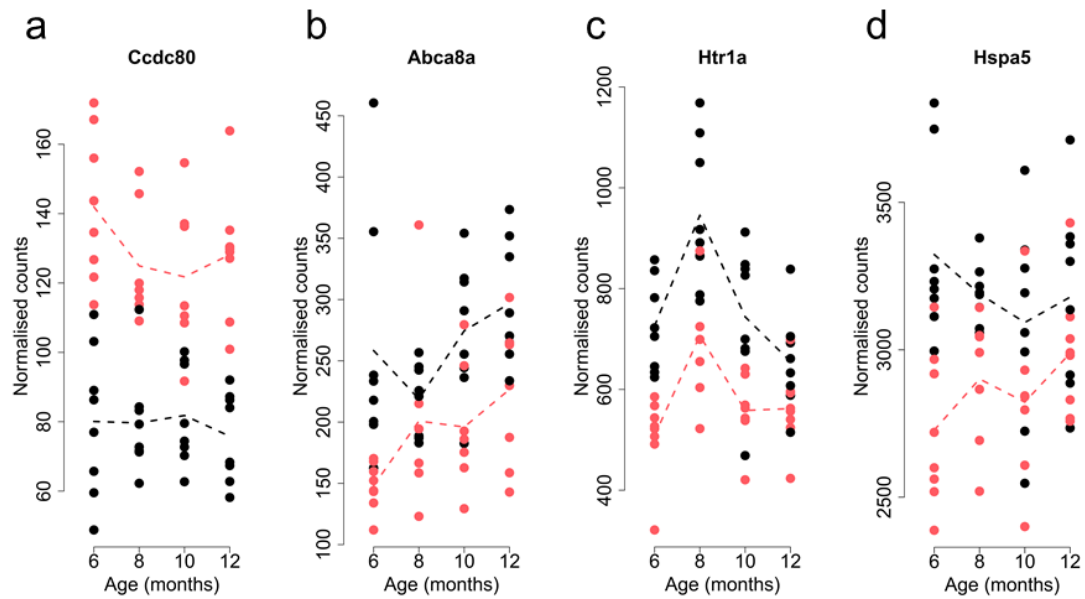 a
b
c
d
Ccdc80
Abca8a
Htr1a
Hspa5
Normalised counts
60 80 100 120 140 160
6 8 10 12
Age (months)
Normalised counts
100 150 200 250 300 350 400 450
6 8 10 12
Age (months)
Normalised counts
400 600 800 1000 1200
6 8 10 12
Age (months)
Normalised counts
2500 3000 3500
6 8 10 12
Age (months)